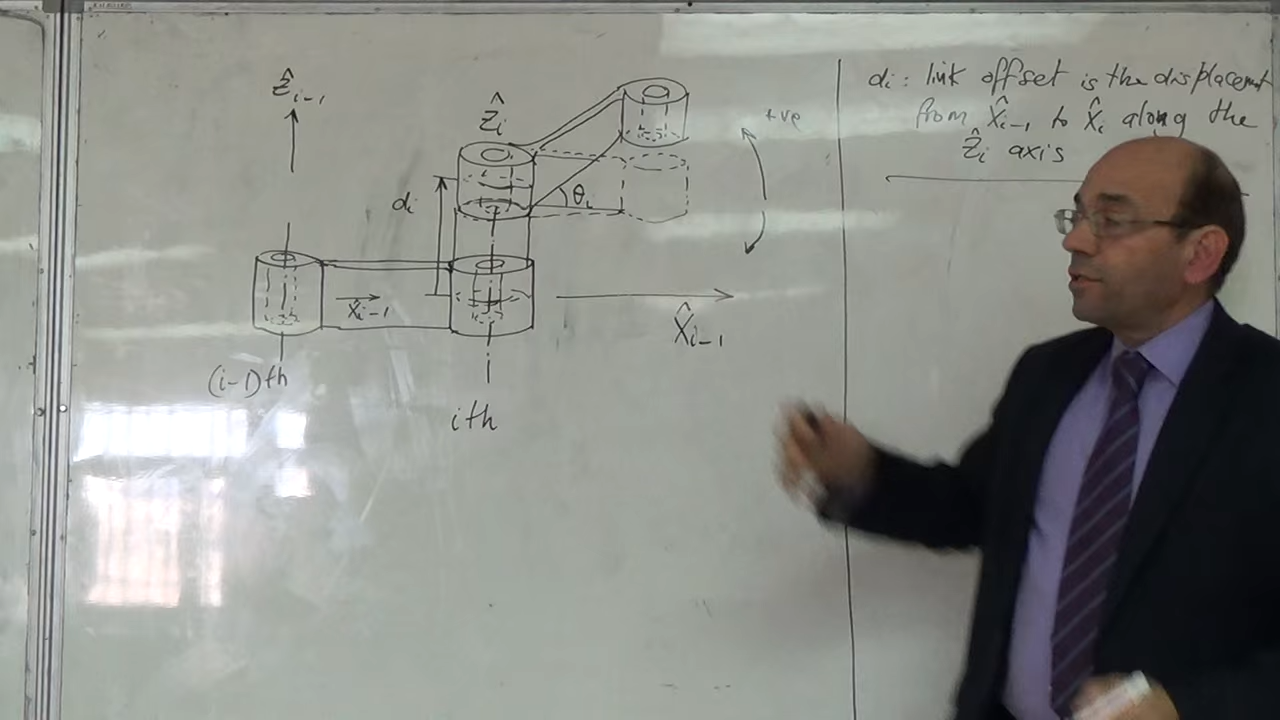 Ẑi-1
Ẑi
+ve
di
θi
X̂i-1
X̂i-1
(i-1)th
ith
di : link offset is the displacement
from X̂i-1 to X̂i along the
Ẑi axis